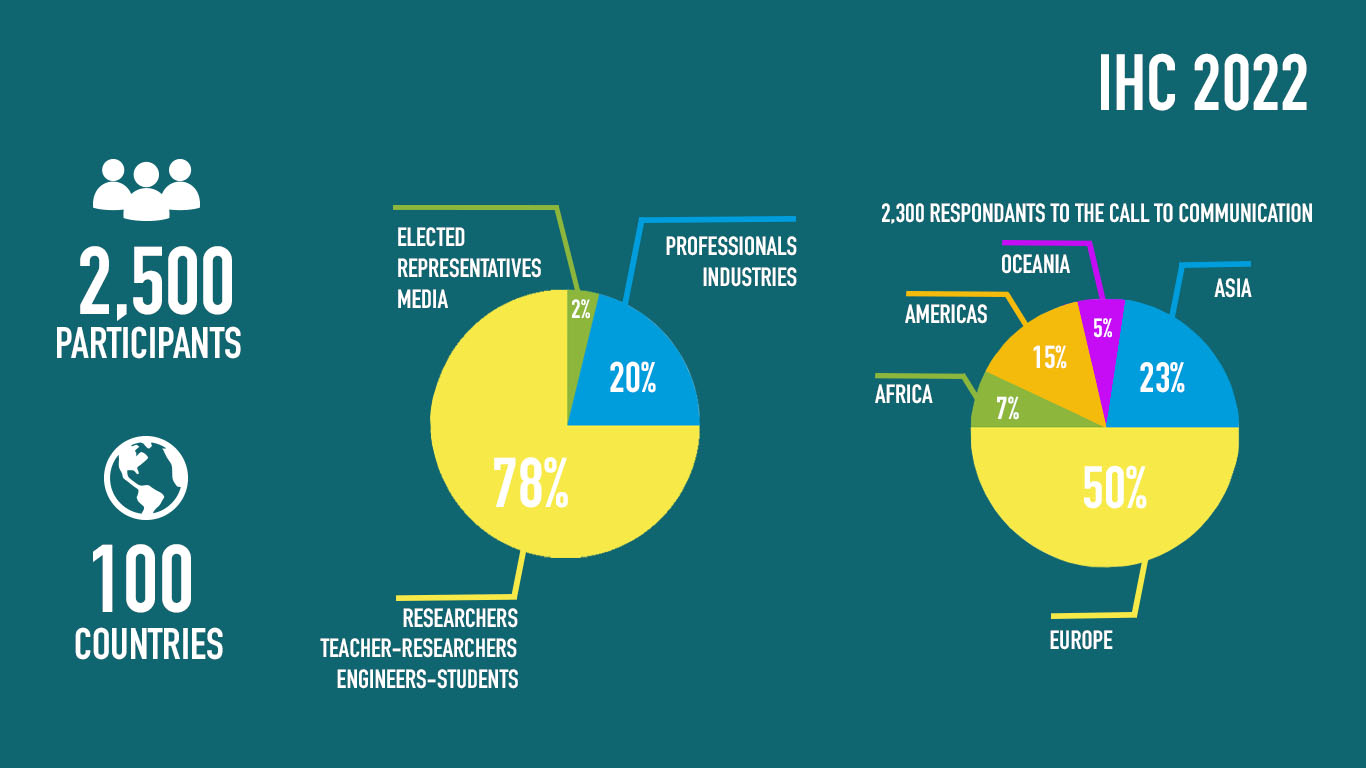 IHC 2022
2,500
PARTICIPANTS
100
COUNTRIES
ELECTED
REPRESENTATIVES
MEDIA
PROFESSIONALS
INDUSTRIES
2%
20%
78%
RESEARCHERS
TEACHER-RESEARCHERS
ENGINEERS-STUDENTS
2,300 RESPONDANTS TO THE CALL TO COMMUNICATION
OCEANIA
ASIA
AMERICAS
AFRICA
5%
15%
23%
7%
50%
EUROPE